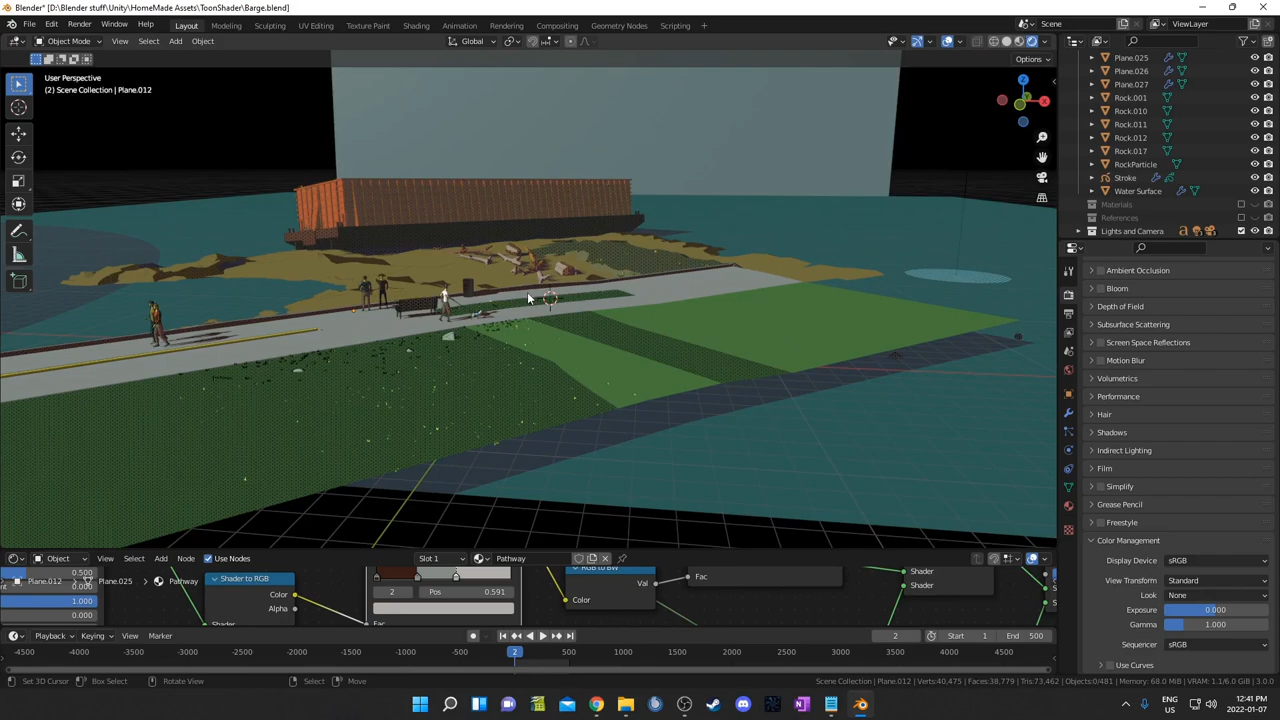 Blender* [D:\Blender stuff\Unity\HomeMade Assets\ToonShader\Barge.blend]
File Edit Render Window Help Layout Modeling Sculpting UV Editing Texture Paint Shading Animation Rendering Compositing Geometry Nodes Scripting + Scene ViewLayer
Object Mode View Select Add Object Global
Options
User Perspective
(2) Scene Collection | Plane.012
Z
X
Plane.025
Plane.026
Plane.027
Rock.001
Rock.010
Rock.011
Rock.012
Rock.017
RockParticle
Stroke
Water Surface
Materials
References
Lights and Camera
Ambient Occlusion
Bloom
Depth of Field
Subsurface Scattering
Screen Space Reflections
Motion Blur
Volumetrics
Performance
Hair
Shadows
Indirect Lighting
Film
Simplify
Grease Pencil
Freestyle
Color Management
Display Device sRGB
View Transform Standard
Look None
Exposure 0.000
Gamma 1.000
Sequencer sRGB
Use Curves
Object View Select Add Node Use Nodes Slot 1 Pathway
0.500
Plane.012 Plane.025 Pathway
0.000
1.000
0.000
Shader to RGB
Color
Alpha
Shader
2 Pos 0.591
Fac
RGB to BW
Val
Color
Fac
Shader
Shader
Playback Keying View Marker 2 Start 1 End 500
-4500 -4000 -3500 -3000 -2500 -2000 -1500 -1000 -500 2 500 1000 1500 2000 2500 3000 3500 4000 4500
Set 3D Cursor Box Select Rotate View Select Move Scene Collection | Plane.012 | Verts:40,475 | Faces:38,779 | Tris:73,462 | Objects:0/481 | Memory: 68.0 MiB | VRAM: 1.1/6.0 GiB | 3.0.0
ENG
US
12:41 PM
2022-01-07